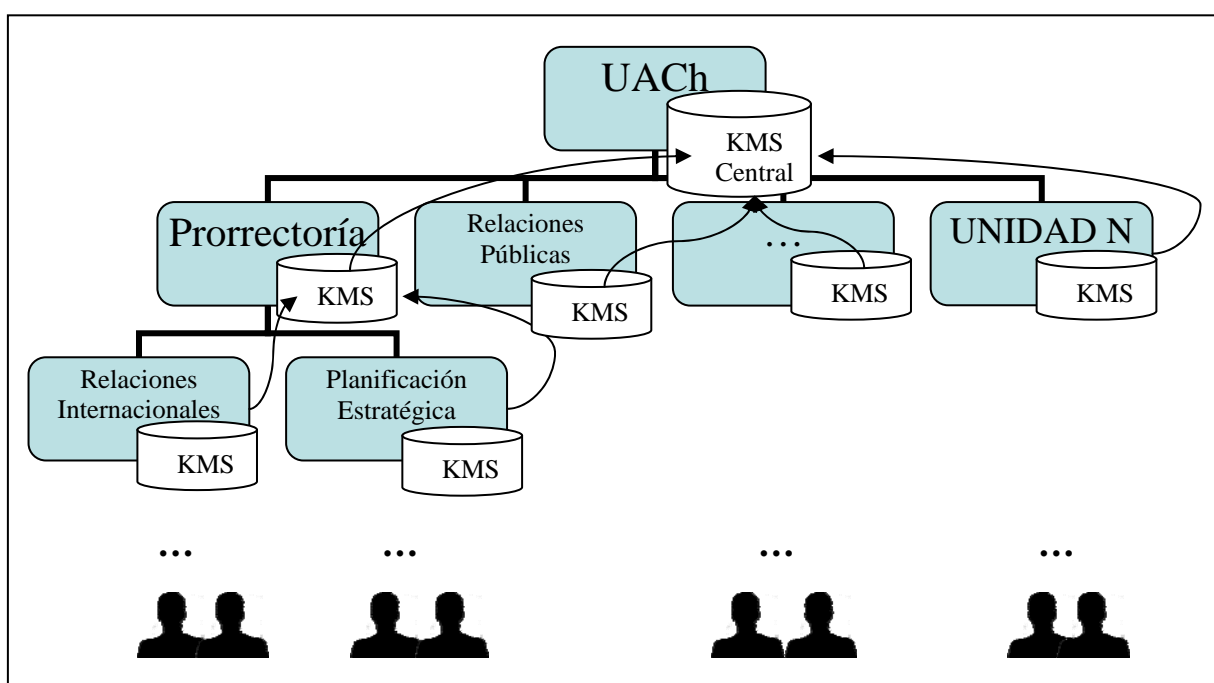 UACh
KMS
Central
Prorrectoría
Relaciones
Públicas
...
UNIDAD N
KMS
KMS
KMS
KMS
Relaciones
Internacionales
Planificación
Estratégica
KMS
KMS
... ... ... ...